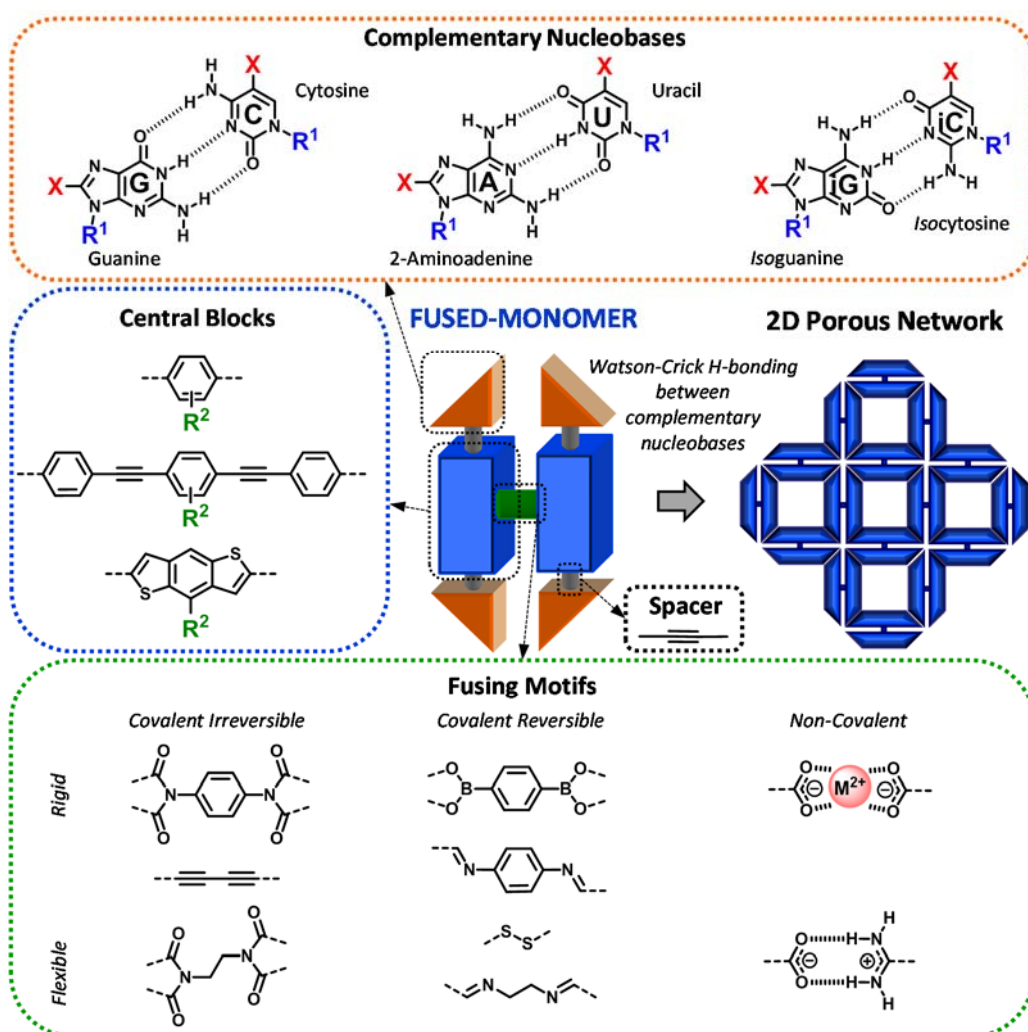 Complementary Nucleobases
X
H
N
H
C
Cytosine
O
N
N
R¹
O
N
H
N
G
X
N
N
N
H
R¹
H
Guanine
X
O
U
Uracil
H
N
H
H
N
N
R¹
O
N
N
A
X
N
N
N
H
R¹
H
2-Aminoadenine
X
O
iC
H
N
H
N
N
R¹
H
N
H
N
N
H
iG
X
N
N
O
R¹
Isocytosine
Isoguanine
Central Blocks
R²
R²
S
S
R²
FUSED-MONOMER
Watson-Crick H-bonding
between
complementary
nucleobases
Spacer
2D Porous Network
Fusing Motifs
Covalent Irreversible
Covalent Reversible
Non-Covalent
Rigid
O
O
N
N
O
O
O
O
B
B
O
O
O
O
M²⁺
O
O
N
N
Flexible
O
O
N
N
O
O
S
S
N
N
H
O
H-N
+
O
H-N
H